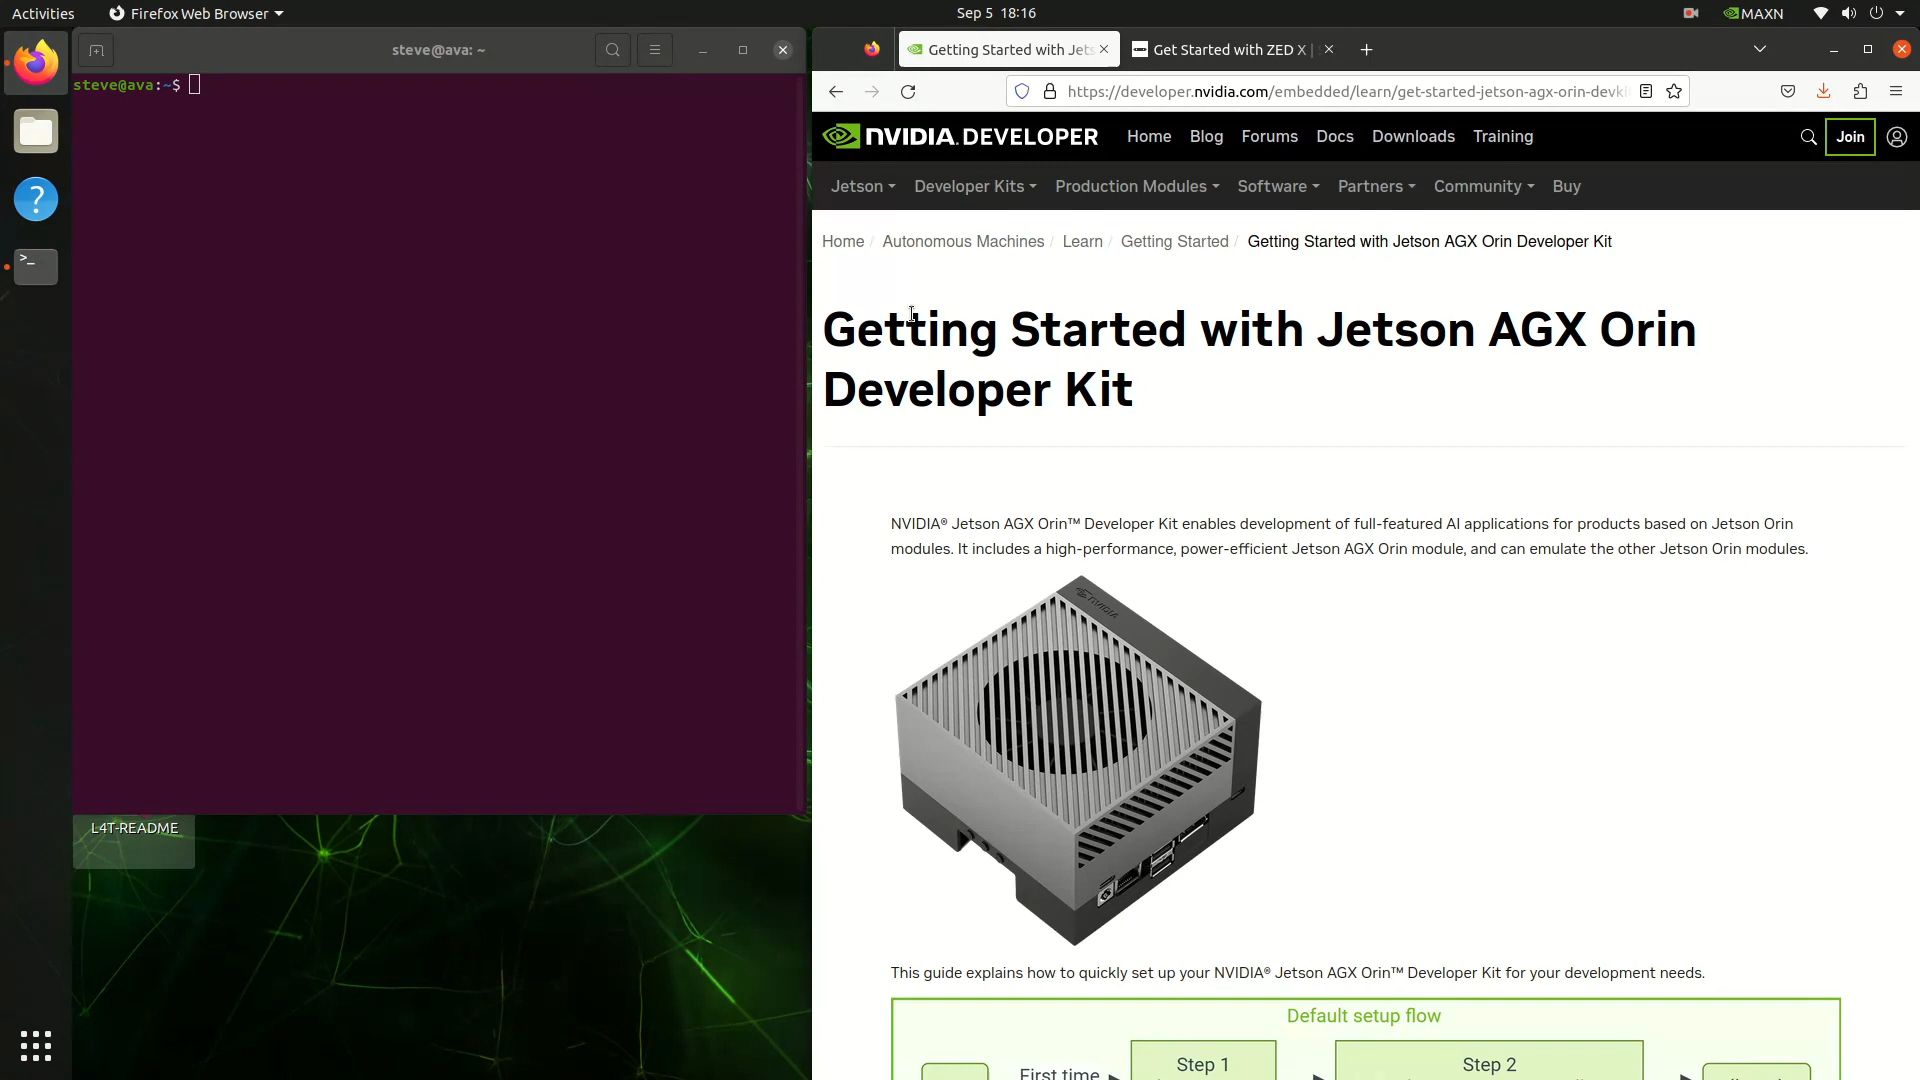 Activities
Firefox Web Browser
Sep 5 18:16
MAXN
steve@ava: ~
steve@ava:~$
L4T-README
Getting Started with Jets
Get Started with ZED X |
https://developer.nvidia.com/embedded/learn/get-started-jetson-agx-orin-devki
NVIDIA. DEVELOPER
Home
Blog
Forums
Docs
Downloads
Training
Join
Jetson
Developer Kits
Production Modules
Software
Partners
Community
Buy
Home / Autonomous Machines / Learn / Getting Started / Getting Started with Jetson AGX Orin Developer Kit
Getting Started with Jetson AGX Orin
Developer Kit
NVIDIA® Jetson AGX Orin™ Developer Kit enables development of full-featured AI applications for products based on Jetson Orin
modules. It includes a high-performance, power-efficient Jetson AGX Orin module, and can emulate the other Jetson Orin modules.
NVIDIA
This guide explains how to quickly set up your NVIDIA® Jetson AGX Orin™ Developer Kit for your development needs.
Default setup flow
First time
Step 1
Step 2